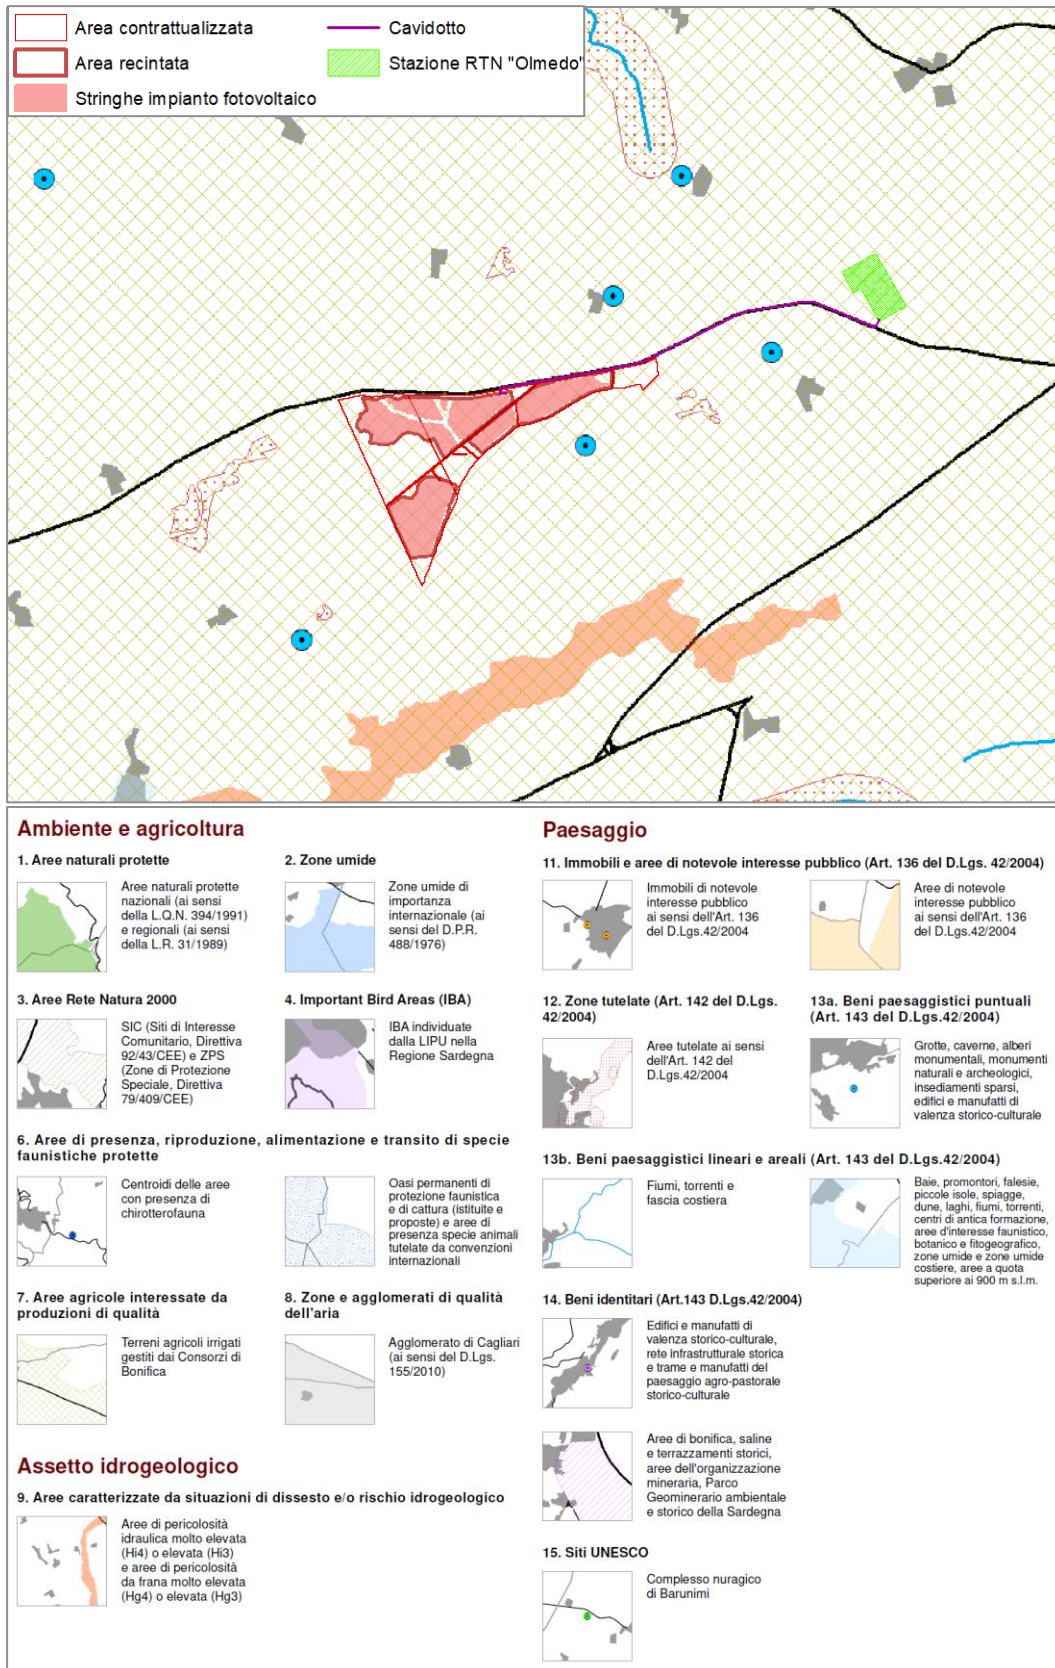 Area contrattualizzata
Cavidotto
Area recintata
Stazione RTN "Olmedo"
Stringhe impianto fotovoltaico
Ambiente e agricoltura
1. Aree naturali protette
Aree naturali protette
nazionali (ai sensi
della L.Q.N. 394/1991)
e regionali (ai sensi
della L.R. 31/1989)
2. Zone umide
Zone umide di
importanza
internazionale (ai
sensi del D.P.R.
488/1976)
3. Aree Rete Natura 2000
SIC (Siti di Interesse
Comunitario, Direttiva
92/43/CEE) e ZPS
(Zone di Protezione
Speciale, Direttiva
79/409/CEE)
4. Important Bird Areas (IBA)
IBA individuate
dalla LIPU nella
Regione Sardegna
6. Aree di presenza, riproduzione, alimentazione e transito di specie
faunistiche protette
Centroidi delle aree
con presenza di
chirotterofauna
Oasi permanenti di
protezione faunistica
e di cattura (istituite e
proposte) e aree di
presenza specie animali
tutelate da convenzioni
internazionali
7. Aree agricole interessate da
produzioni di qualità
Terreni agricoli irrigati
gestiti dai Consorzi di
Bonifica
8. Zone e agglomerati di qualità
dell'aria
Agglomerato di Cagliari
(ai sensi del D.Lgs.
155/2010)
Assetto idrogeologico
9. Aree caratterizzate da situazioni di dissesto e/o rischio idrogeologico
Aree di pericolosità
idraulica molto elevata
(Hi4) o elevata (Hi3)
e aree di pericolosità
da frana molto elevata
(Hg4) o elevata (Hg3)
Paesaggio
11. Immobili e aree di notevole interesse pubblico (Art. 136 del D.Lgs. 42/2004)
Immobili di notevole
interesse pubblico
ai sensi dell'Art. 136
del D.Lgs.42/2004
Aree di notevole
interesse pubblico
ai sensi dell'Art. 136
del D.Lgs.42/2004
12. Zone tutelate (Art. 142 del D.Lgs.
42/2004)
Aree tutelate ai sensi
dell'Art. 142 del
D.Lgs.42/2004
13a. Beni paesaggistici puntuali
(Art. 143 del D.Lgs.42/2004)
Grotte, caverne, alberi
monumentali, monumenti
naturali e archeologici,
insediamenti sparsi,
edifici e manufatti di
valenza storico-culturale
13b. Beni paesaggistici lineari e areali (Art. 143 del D.Lgs.42/2004)
Fiumi, torrenti e
fascia costiera
Baie, promontori, falesie,
piccole isole, spiagge,
dune, laghi, fiumi, torrenti,
centri di antica formazione,
aree d'interesse faunistico,
botanico e fitogeografico,
zone umide e zone umide
costiere, aree a quota
superiore ai 900 m s.l.m.
14. Beni identitari (Art.143 D.Lgs.42/2004)
Edifici e manufatti di
valenza storico-culturale,
rete infrastrutturale storica
e trame e manufatti del
paesaggio agro-pastorale
storico-culturale
Aree di bonifica, saline
e terrazzamenti storici,
aree dell'organizzazione
mineraria, Parco
Geominerario ambientale
e storico della Sardegna
15. Siti UNESCO
Complesso nuragico
di Barunimi